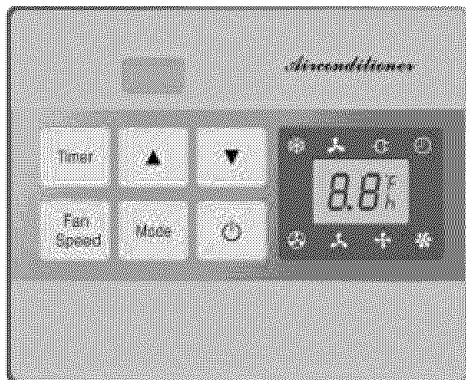 Airconditioner
Timer ▲ ▼
8.8 F h
Fan Speed Mode